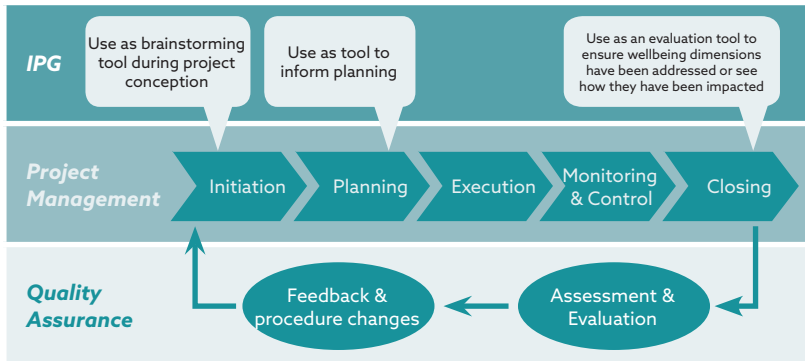 IPG
Use as brainstorming
tool during project
conception
Use as tool to
inform planning
Use as an evaluation tool to
ensure wellbeing dimensions
have been addressed or see
how they have been impacted
Project
Management
Initiation
Planning
Execution
Monitoring
& Control
Closing
Quality
Assurance
Feedback &
procedure changes
Assessment &
Evaluation